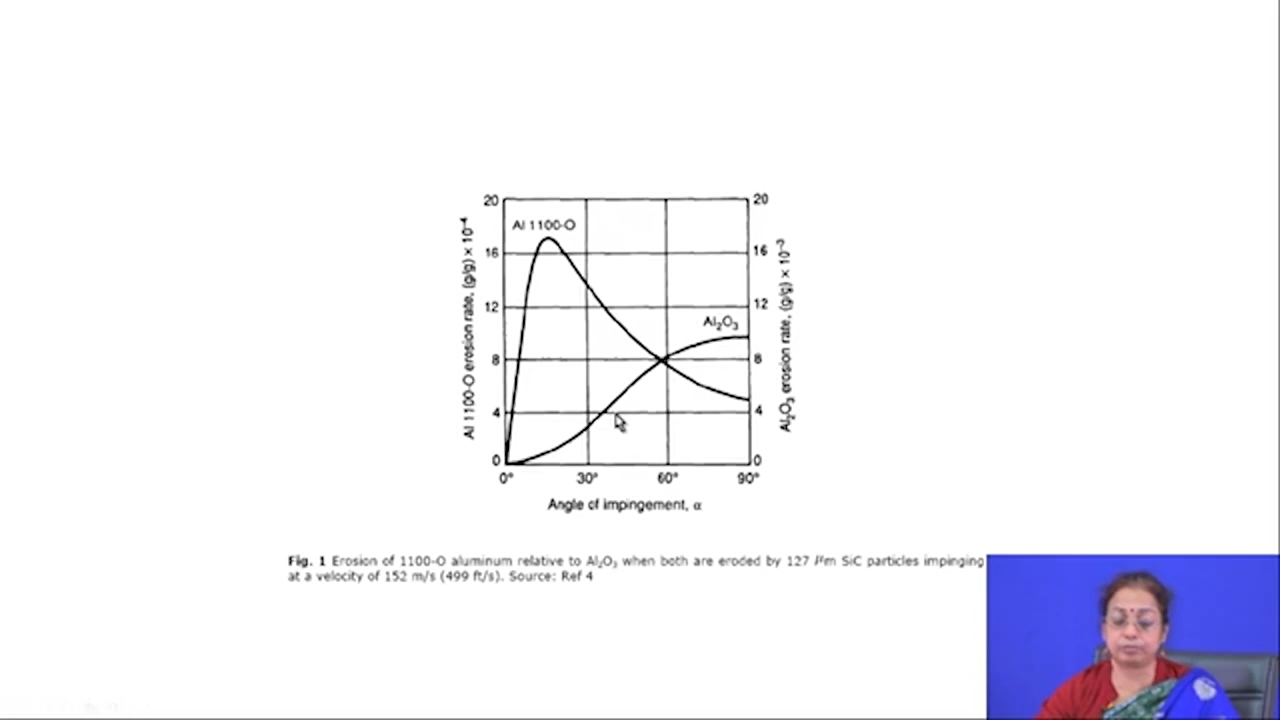 20
Al 1100-O
16
12
8
4
0
Al 1100-O erosion rate, (g/g) × 10⁻⁴
20
16
12
Al₂O₃
8
4
0
Al₂O₃ erosion rate, (g/g) × 10⁻
0° 30° 60° 90°
Angle of impingement, α
Fig. 1 Erosion of 1100-O aluminum relative to Al₂O₃ when both are eroded by 127 μm SiC particles impinging
at a velocity of 152 m/s (499 ft/s). Source: Ref 4